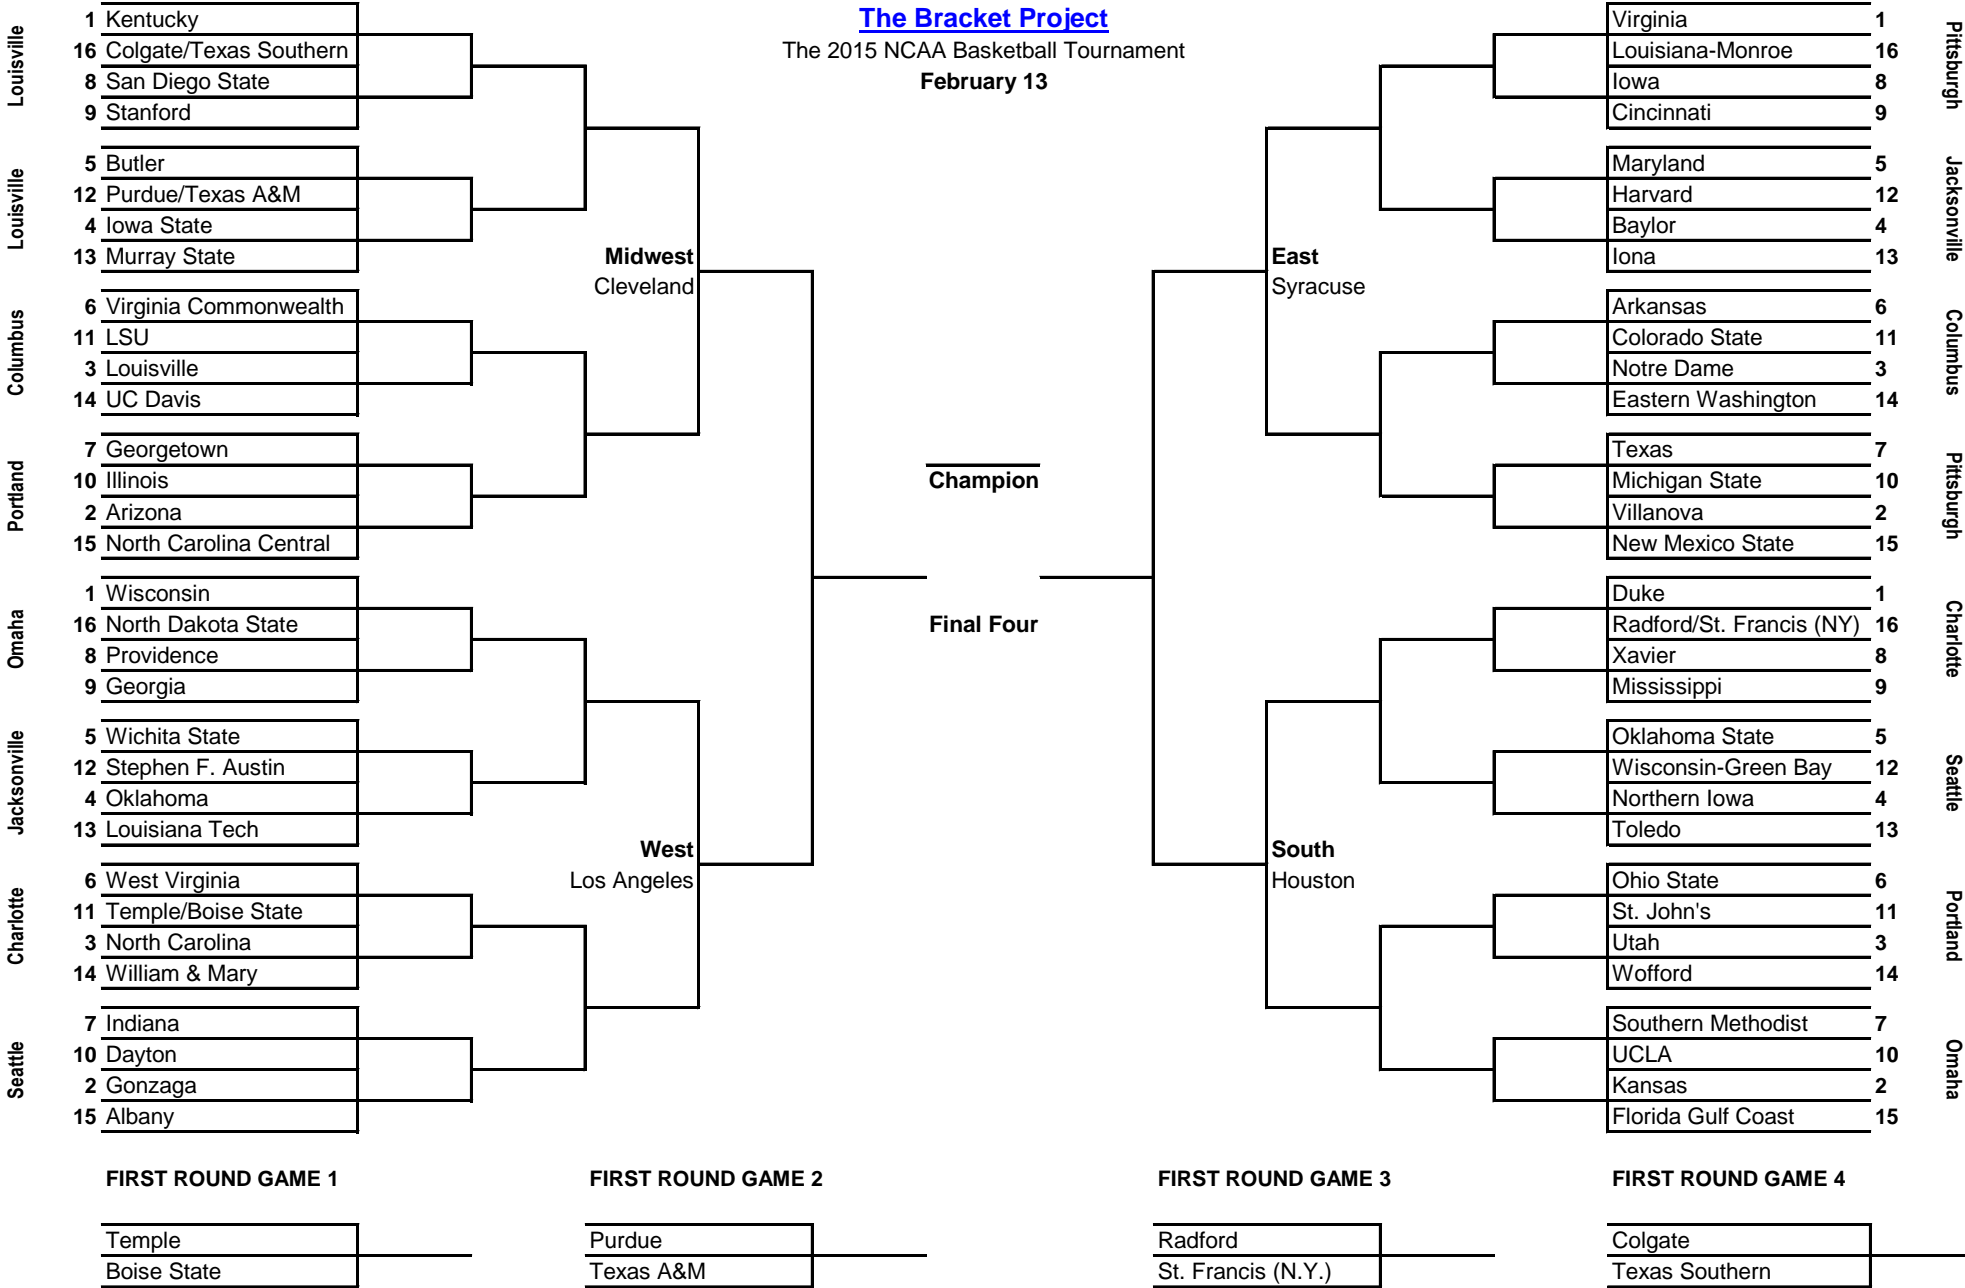 The Bracket Project
The 2015 NCAA Basketball Tournament
February 13
Louisville
1 Kentucky
16 Colgate/Texas Southern
8 San Diego State
9 Stanford
Louisville
5 Butler
12 Purdue/Texas A&M
4 Iowa State
13 Murray State
Midwest
Cleveland
Columbus
6 Virginia Commonwealth
11 LSU
3 Louisville
14 UC Davis
Portland
7 Georgetown
10 Illinois
2 Arizona
15 North Carolina Central
Omaha
1 Wisconsin
16 North Dakota State
8 Providence
9 Georgia
Jacksonville
5 Wichita State
12 Stephen F. Austin
4 Oklahoma
13 Louisiana Tech
West
Los Angeles
Charlotte
6 West Virginia
11 Temple/Boise State
3 North Carolina
14 William & Mary
Seattle
7 Indiana
10 Dayton
2 Gonzaga
15 Albany
Champion
Final Four
Virginia 1
Louisiana-Monroe 16
Iowa 8
Cincinnati 9
Pittsburgh
Maryland 5
Harvard 12
Baylor 4
Iona 13
Jacksonville
East
Syracuse
Arkansas 6
Colorado State 11
Notre Dame 3
Eastern Washington 14
Columbus
Texas 7
Michigan State 10
Villanova 2
New Mexico State 15
Pittsburgh
Duke 1
Radford/St. Francis (NY) 16
Xavier 8
Mississippi 9
Charlotte
Oklahoma State 5
Wisconsin-Green Bay 12
Northern Iowa 4
Toledo 13
Seattle
South
Houston
Ohio State 6
St. John's 11
Utah 3
Wofford 14
Portland
Southern Methodist 7
UCLA 10
Kansas 2
Florida Gulf Coast 15
Omaha
FIRST ROUND GAME 1
Temple
Boise State
FIRST ROUND GAME 2
Purdue
Texas A&M
FIRST ROUND GAME 3
Radford
St. Francis (N.Y.)
FIRST ROUND GAME 4
Colgate
Texas Southern